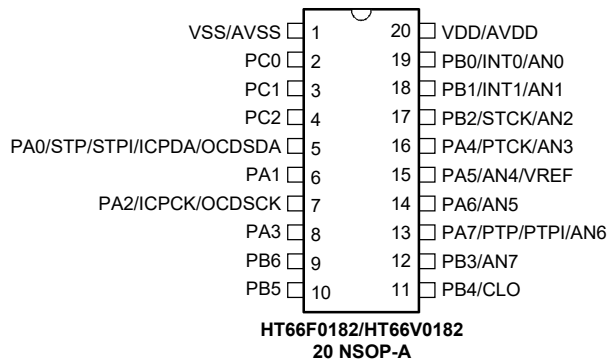 VSS/AVSS 1 20 VDD/AVDD
PC0 2 19 PB0/INT0/AN0
PC1 3 18 PB1/INT1/AN1
PC2 4 17 PB2/STCK/AN2
PA0/STP/STPI/ICPDA/OCDSDA 5 16 PA4/PTCK/AN3
PA1 6 15 PA5/AN4/VREF
PA2/ICPCK/OCDSCK 7 14 PA6/AN5
PA3 8 13 PA7/PTP/PTPI/AN6
PB6 9 12 PB3/AN7
PB5 10 11 PB4/CLO
HT66F0182/HT66V0182
20 NSOP-A